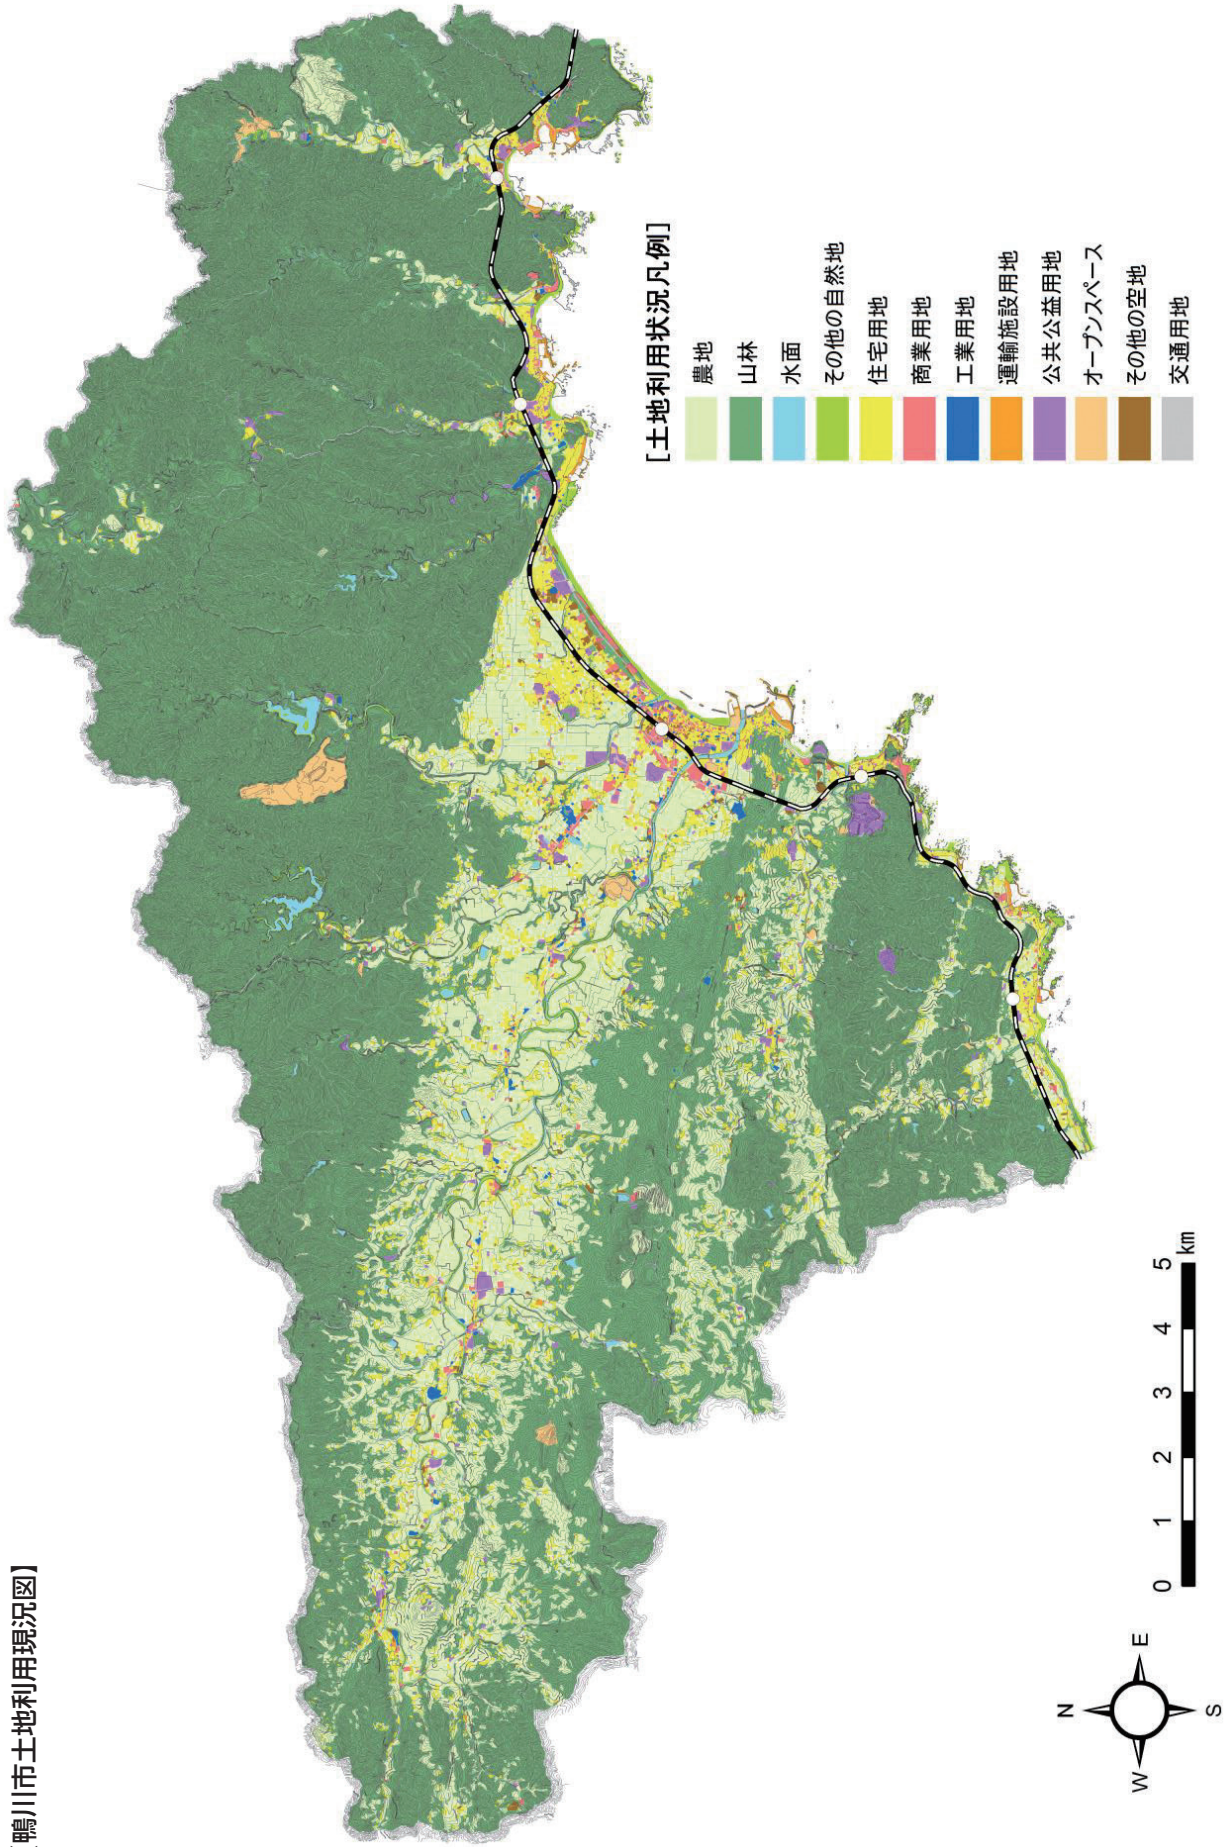 鴨川市土地利用現況図】
[土地利用状況凡例]
農地
山林
水面
その他の自然地
住宅用地
商業用地
工業用地
運輸施設用地
公共公益用地
オープンスペース
その他の空地
交通用地
0 1 2 3 4 5 km
N
W E
S